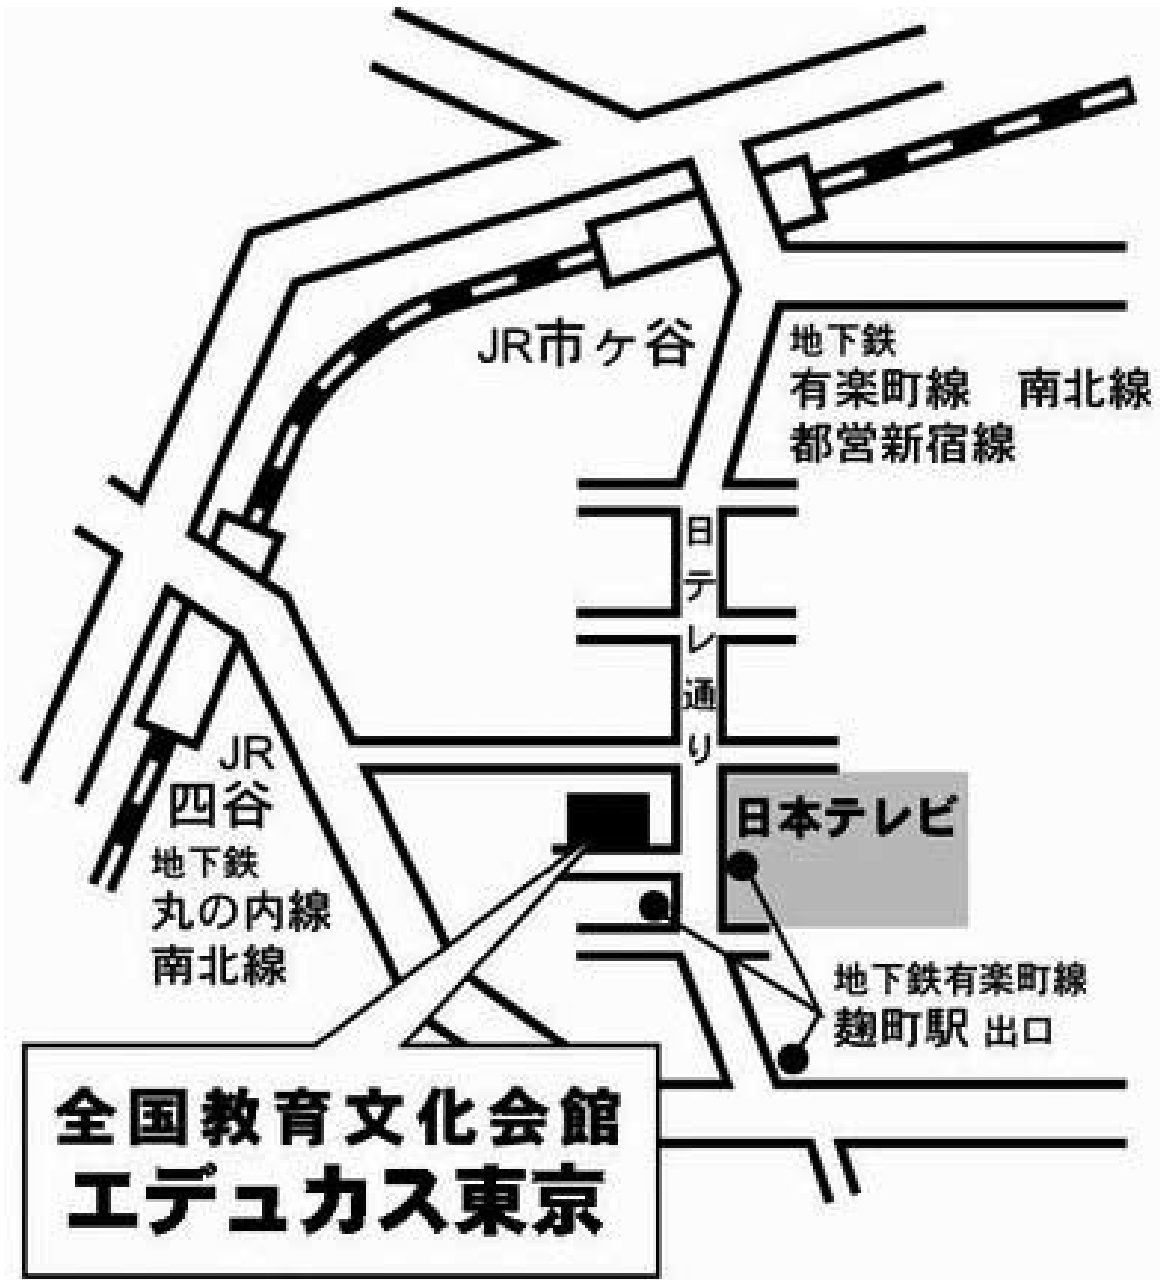 JR市ヶ谷
地下鉄
有楽町線　南北線
都営新宿線
日テレ通り
JR
四谷
地下鉄
丸の内線
南北線
日本テレビ
地下鉄有楽町線
麹町駅 出口
全国教育文化会館
エデュカス東京